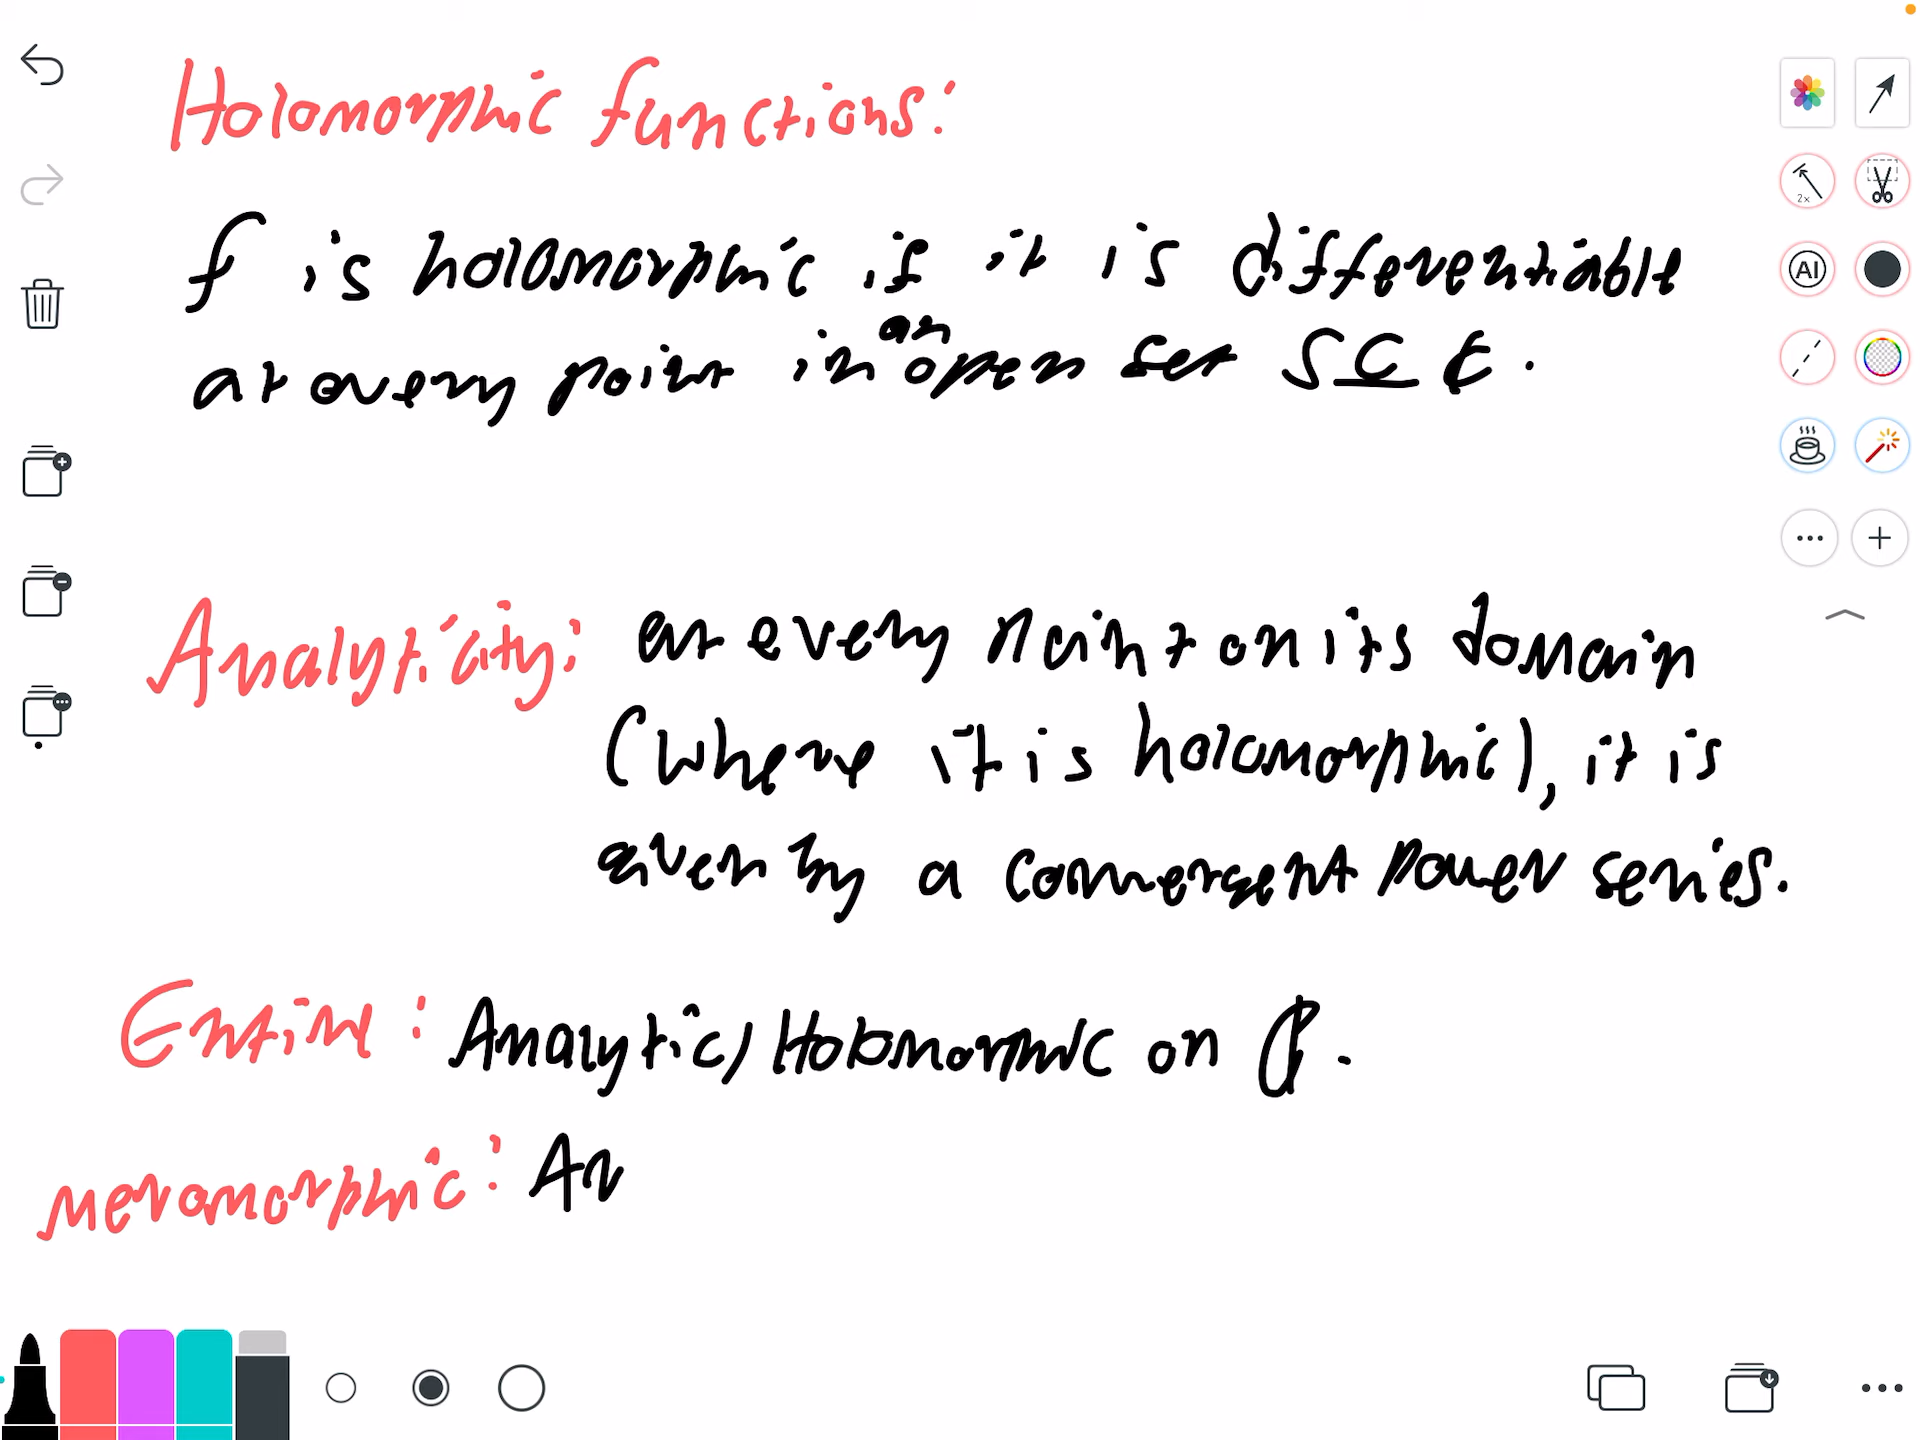 Holomorphic functions:
f is holomorphic if it is differentiable
at every point in an open set S ⊆ ℂ.
Analyticity: at every point on its domain
(where it is holomorphic), it is
given by a convergent power series.
Entire: Analytic/Holomorphic on ℂ.
meromorphic: An
2x
AI